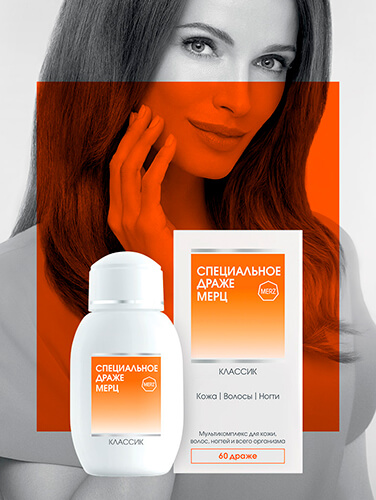 СПЕЦИАЛЬНОЕ
ДРАЖЕ
МЕРЦ
MERZ
КЛАССИК
Кожа | Волосы | Ногти
Мультикомплекс для кожи,
волос, ногтей и всего организма
60 драже
СПЕЦИАЛЬНОЕ
ДРАЖЕ
МЕРЦ
MERZ
КЛАССИК